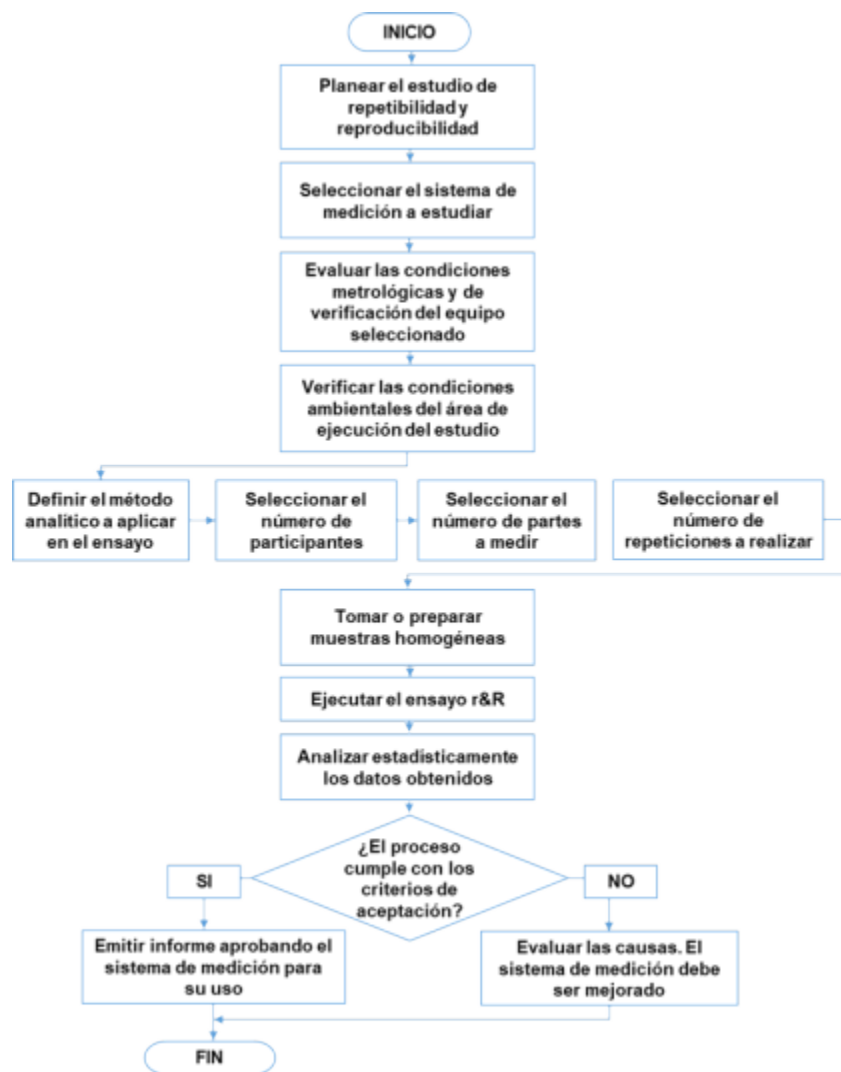 INICIO
Planear el estudio de
repetibilidad y
reproducibilidad
Seleccionar el sistema de
medición a estudiar
Evaluar las condiciones
metrológicas y de
verificación del equipo
seleccionado
Verificar las condiciones
ambientales del área de
ejecución del estudio
Definir el método
analítico a aplicar
en el ensayo
Seleccionar el
número de
participantes
Seleccionar el
número de partes
a medir
Seleccionar el
número de
repeticiones a realizar
Tomar o preparar
muestras homogéneas
Ejecutar el ensayo r&R
Analizar estadísticamente
los datos obtenidos
¿El proceso
cumple con los
criterios de
aceptación?
SI
NO
Emitir informe aprobando el
sistema de medición para
su uso
Evaluar las causas. El
sistema de medición debe
ser mejorado
FIN